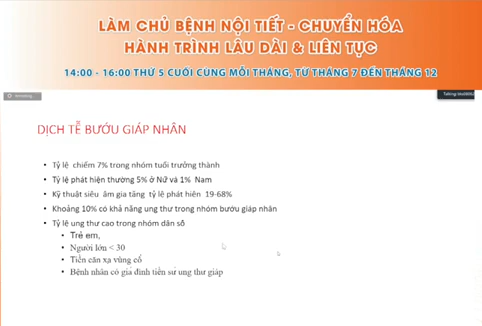 LÀM CHỦ BỆNH NỘI TIẾT - CHUYỂN HÓA
HÀNH TRÌNH LÂU DÀI & LIÊN TỤC
14:00 - 16:00 THỨ 5 CUỐI CÙNG MỖI THÁNG, TỪ THÁNG 7 ĐẾN THÁNG 12
DỊCH TỄ BƯỚU GIÁP NHÂN
• Tỷ lệ chiếm 7% trong nhóm tuổi trưởng thành
• Tỷ lệ phát hiện thường 5% ở Nữ và 1% Nam
• Kỹ thuật siêu âm gia tăng tỷ lệ phát hiện 19-68%
• Khoảng 10% có khả năng ung thư trong nhóm bướu giáp nhân
• Tỷ lệ ung thư cao trong nhóm dân số
• Trẻ em,
• Người lớn < 30
• Tiền căn xạ vùng cổ
• Bệnh nhân có gia đình tiền sử ung thư giáp